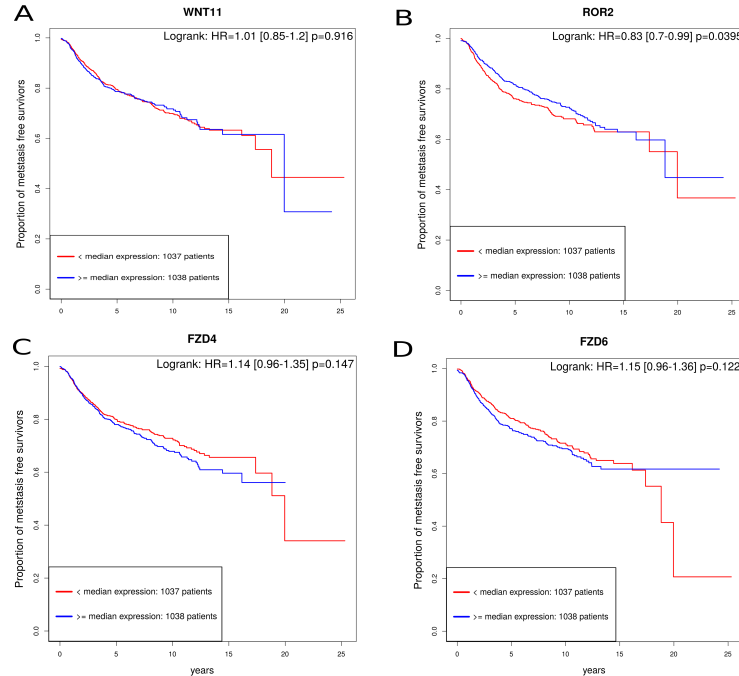 A
WNT11
Logrank: HR=1.01 [0.85-1.2] p=0.916
Proportion of metstasis free survivors
1.0
0.8
0.6
0.4
0.2
0.0
< median expression: 1037 patients
>= median expression: 1038 patients
0 5 10 15 20 25
B
ROR2
Logrank: HR=0.83 [0.7-0.99] p=0.0395
Proportion of metstasis free survivors
1.0
0.8
0.6
0.4
0.2
0.0
< median expression: 1037 patients
>= median expression: 1038 patients
0 5 10 15 20 25
C
FZD4
Logrank: HR=1.14 [0.96-1.35] p=0.147
Proportion of metstasis free survivors
1.0
0.8
0.6
0.4
0.2
0.0
< median expression: 1037 patients
>= median expression: 1038 patients
0 5 10 15 20 25
years
D
FZD6
Logrank: HR=1.15 [0.96-1.36] p=0.122
Proportion of metstasis free survivors
1.0
0.8
0.6
0.4
0.2
0.0
< median expression: 1037 patients
>= median expression: 1038 patients
0 5 10 15 20 25
years